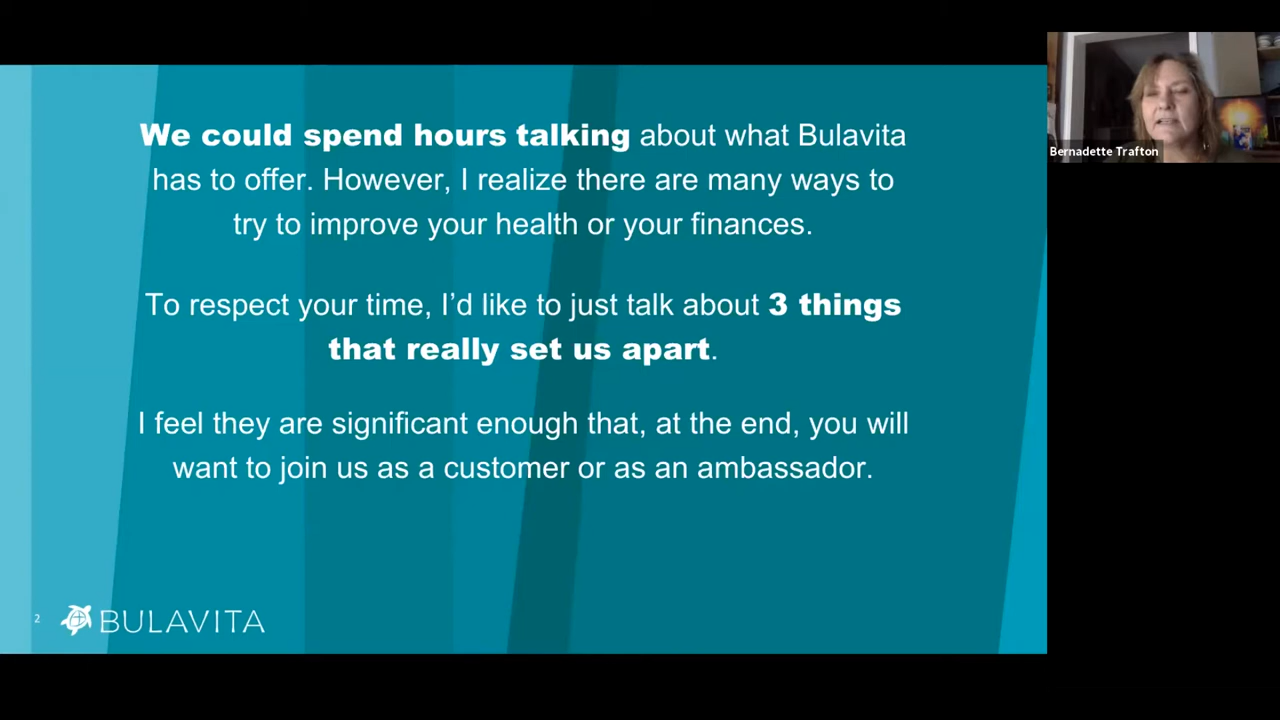 We could spend hours talking about what Bulavita
has to offer. However, I realize there are many ways to
try to improve your health or your finances.
To respect your time, I’d like to just talk about 3 things
that really set us apart.
I feel they are significant enough that, at the end, you will
want to join us as a customer or as an ambassador.
2
BULAVITA
Bernadette Trafton